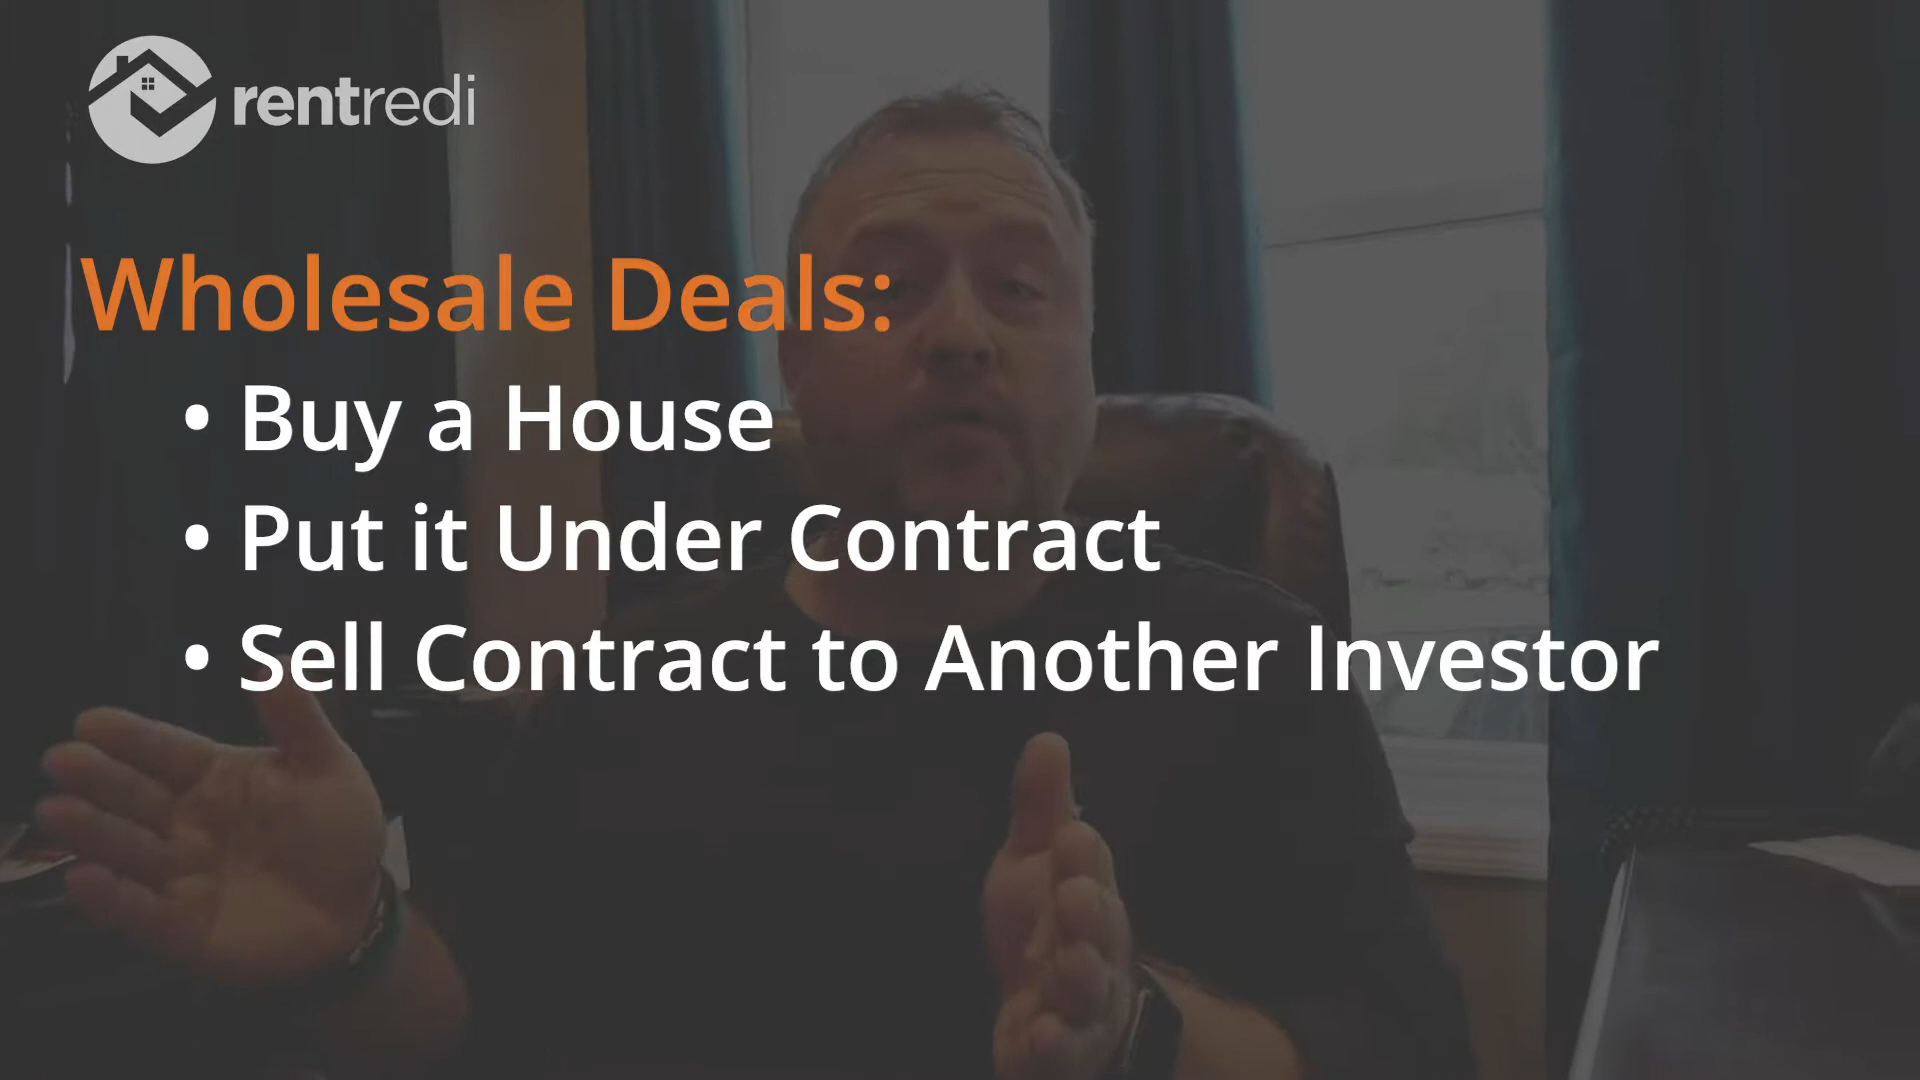 rentredi
Wholesale Deals:
• Buy a House
• Put it Under Contract
• Sell Contract to Another Investor